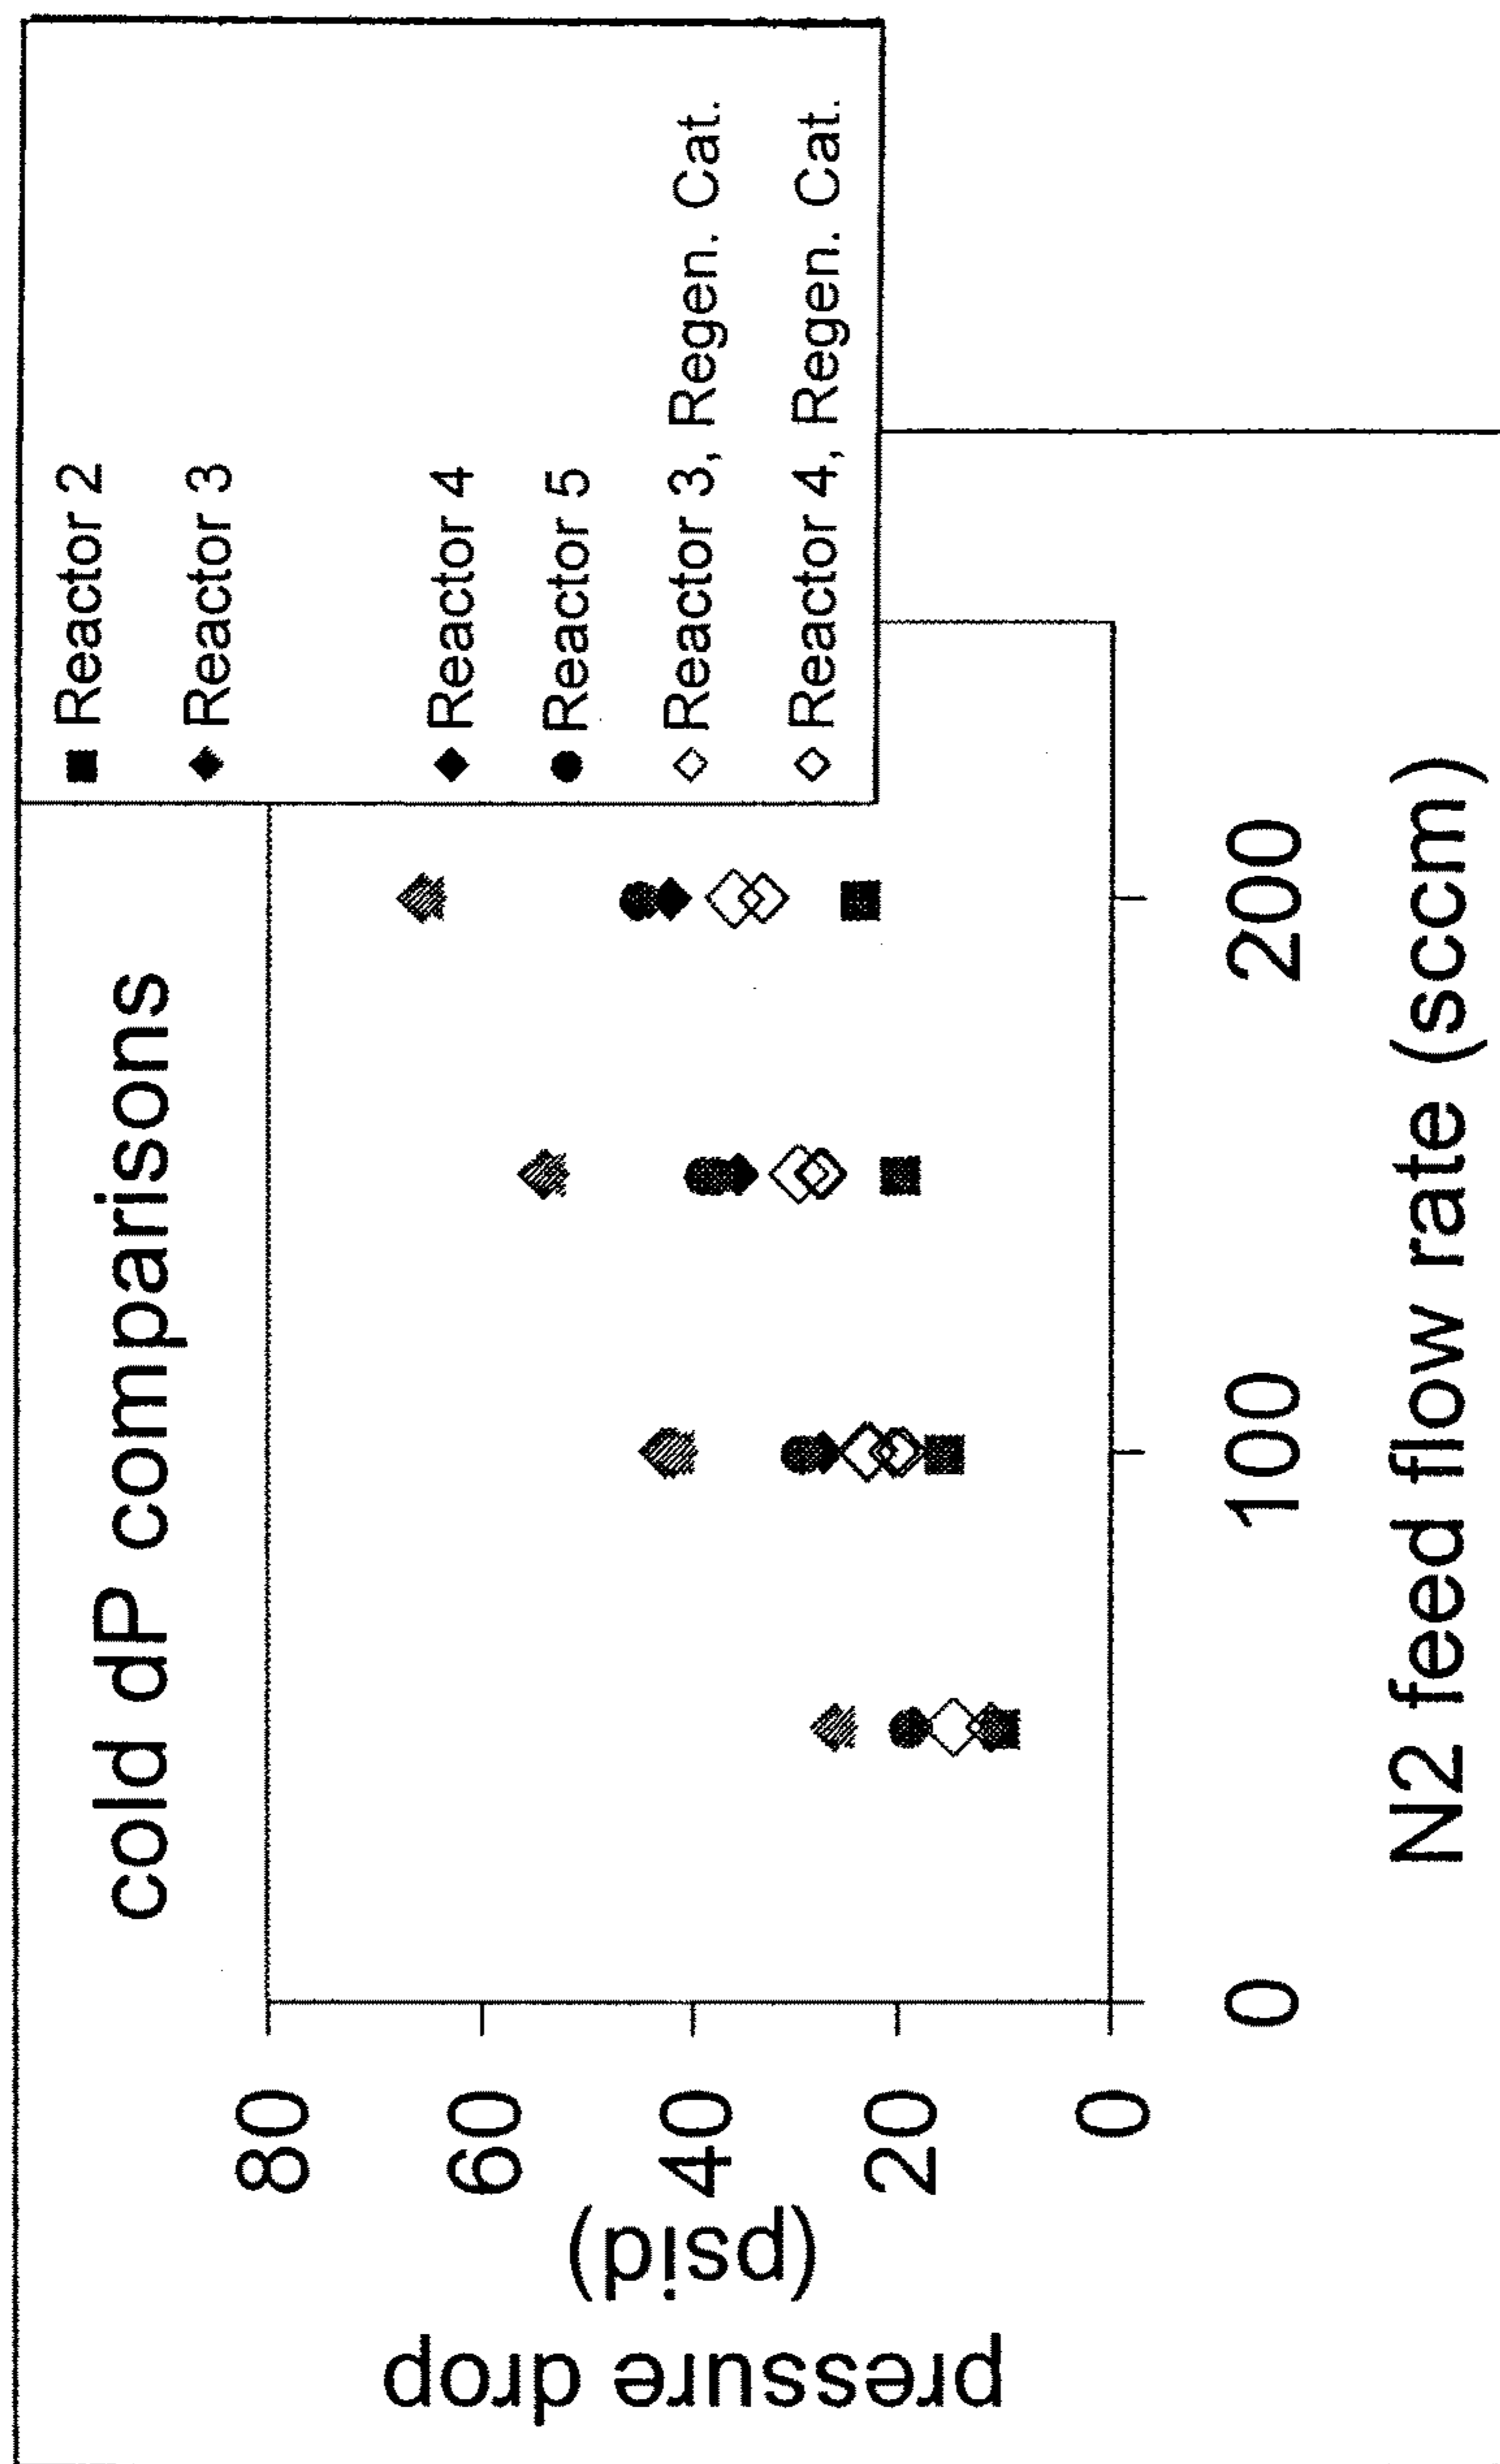 cold dP comparisons
pressure drop
(psid)
80
60
40
20
0
0
100
200
N2 feed flow rate (sccm)
Reactor 2
Reactor 3
Reactor 4
Reactor 5
Reactor 3, Regen. Cat.
Reactor 4, Regen. Cat.